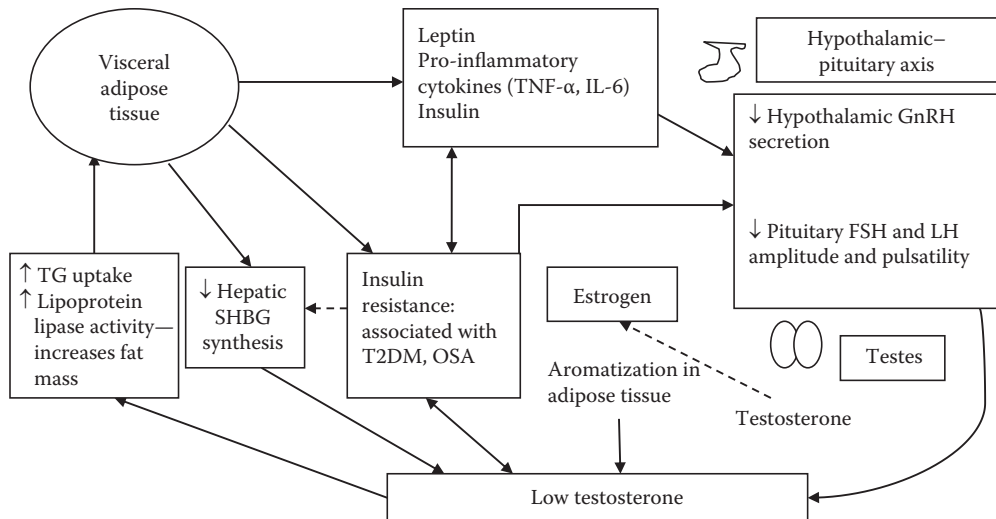 Visceral
adipose
tissue
Leptin
Pro-inflammatory
cytokines (TNF-α, IL-6)
Insulin
Hypothalamic–
pituitary axis
↓ Hypothalamic GnRH
secretion
↓ Pituitary FSH and LH
amplitude and pulsatility
↑ TG uptake
↑ Lipoprotein
lipase activity—
increases fat
mass
↓ Hepatic
SHBG
synthesis
Insulin
resistance:
associated with
T2DM, OSA
Estrogen
Aromatization in
adipose tissue
Testes
Testosterone
Low testosterone